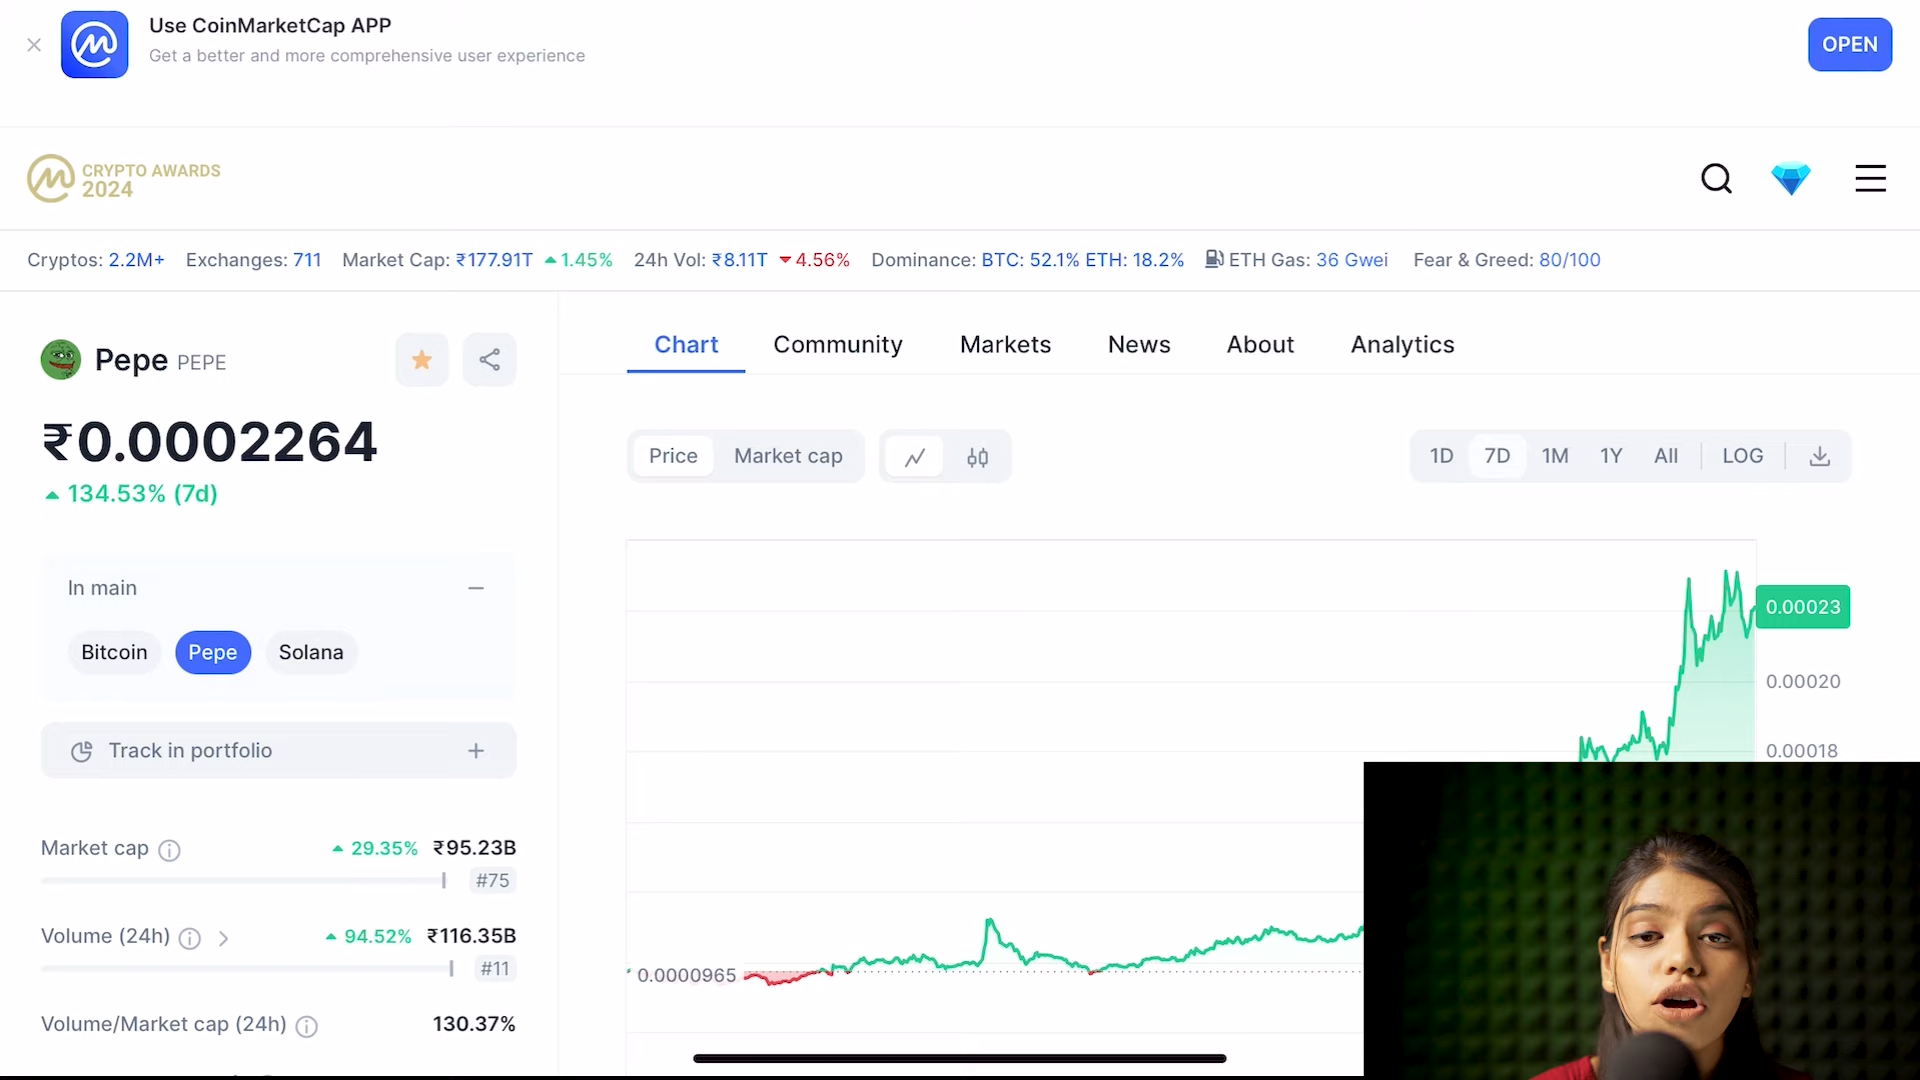 Use CoinMarketCap APP
Get a better and more comprehensive user experience
OPEN
CRYPTO AWARDS
2024
Cryptos: 2.2M+ Exchanges: 711 Market Cap: ₹177.91T 1.45% 24h Vol: ₹8.11T 4.56% Dominance: BTC: 52.1% ETH: 18.2% ETH Gas: 36 Gwei Fear & Greed: 80/100
Pepe PEPE
₹0.0002264
134.53% (7d)
In main
Bitcoin Pepe Solana
Track in portfolio
Market cap 29.35% ₹95.23B
#75
Volume (24h) 94.52% ₹116.35B
#11
Volume/Market cap (24h) 130.37%
Chart Community Markets News About Analytics
Price Market cap
1D 7D 1M 1Y All LOG
0.00023
0.00020
0.00018
0.0000965